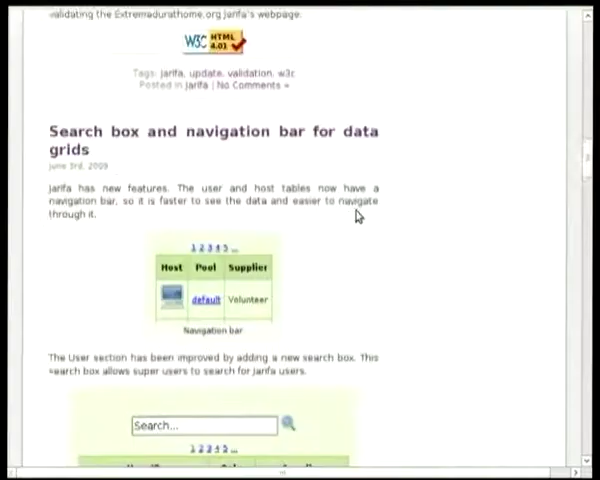 validating the Extremadurathome.org Jarifa's webpage.
W3C HTML 4.01
Tags: jarifa, update, validation, w3c
Posted in Jarifa | No Comments »
Search box and navigation bar for data
grids
June 3rd, 2009
Jarifa has new features. The user and host tables now have a
navigation bar, so it is faster to see the data and easier to navigate
through it.
1 2 3 4 5 ...
Host Pool Supplier
default Volunteer
Navigation bar
The User section has been improved by adding a new search box. This
search box allows super users to search for Jarifa users.
Search...
1 2 3 4 5 ...